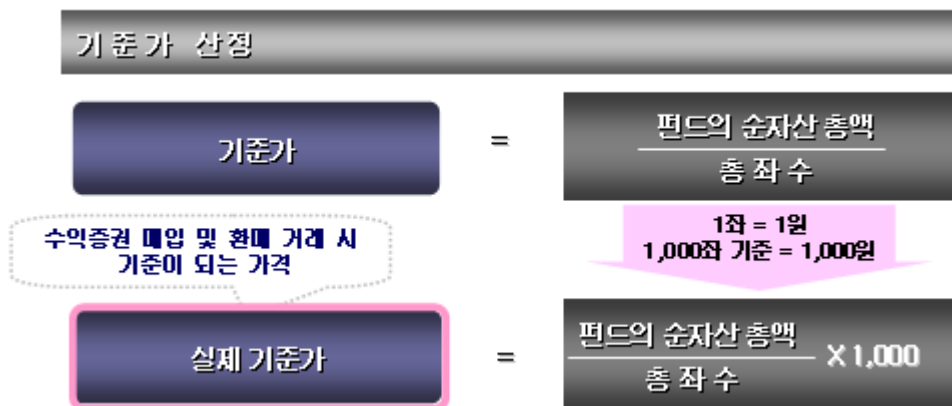 기준가 산정
기준가
=
펀드의 순자산 총액
총 좌 수
수익증권 매입 및 환매 거래 시
기준이 되는 가격
1좌 = 1원
1,000좌 기준 = 1,000원
실제 기준가
=
펀드의 순자산 총액
총 좌 수
X 1,000